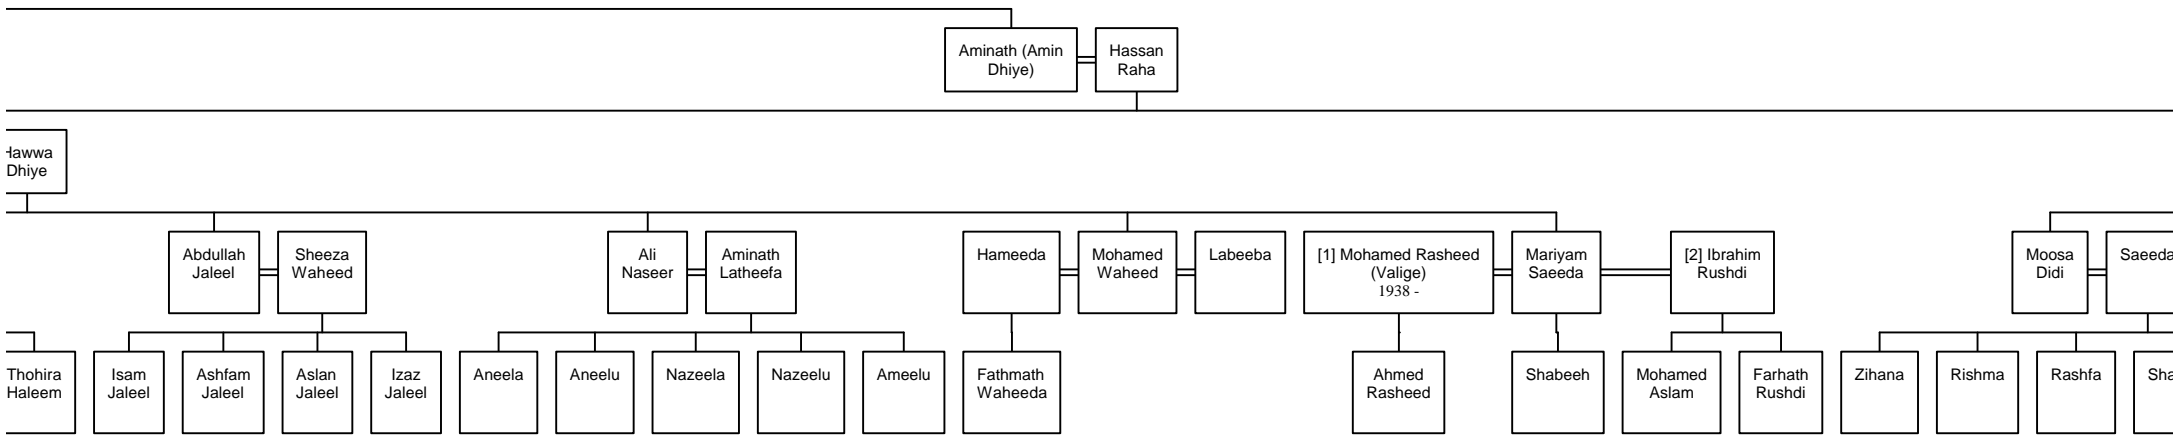 Aminath (Amin
Dhiye)
Hassan
Raha
Hawwa
Dhiye
Abdullah
Jaleel
Sheeza
Waheed
Ali
Naseer
Aminath
Latheefa
Hameeda
Mohamed
Waheed
Labeeba
[1] Mohamed Rasheed
(Valige)
1938 -
Mariyam
Saeeda
[2] Ibrahim
Rushdi
Moosa
Didi
Saeeda
Thohira
Haleem
Isam
Jaleel
Ashfam
Jaleel
Aslan
Jaleel
Izaz
Jaleel
Aneela
Aneelu
Nazeela
Nazeelu
Ameelu
Fathmath
Waheeda
Ahmed
Rasheed
Shabeeh
Mohamed
Aslam
Farhath
Rushdi
Zihana
Rishma
Rashfa